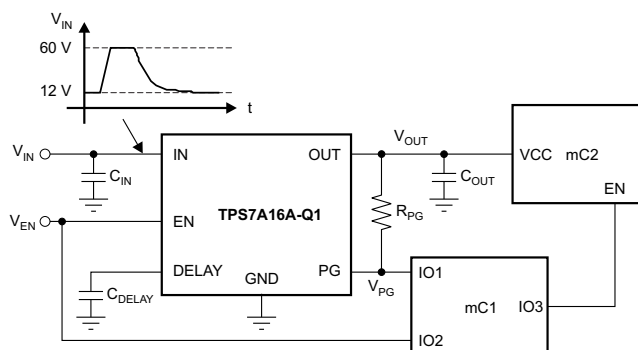 V_IN
60 V
12 V
t
V_IN
IN
OUT
V_OUT
VCC
mC2
C_IN
C_OUT
EN
V_EN
EN
TPS7A16A-Q1
R_PG
DELAY
GND
PG
V_PG
IO1
C_DELAY
mC1
IO3
IO2